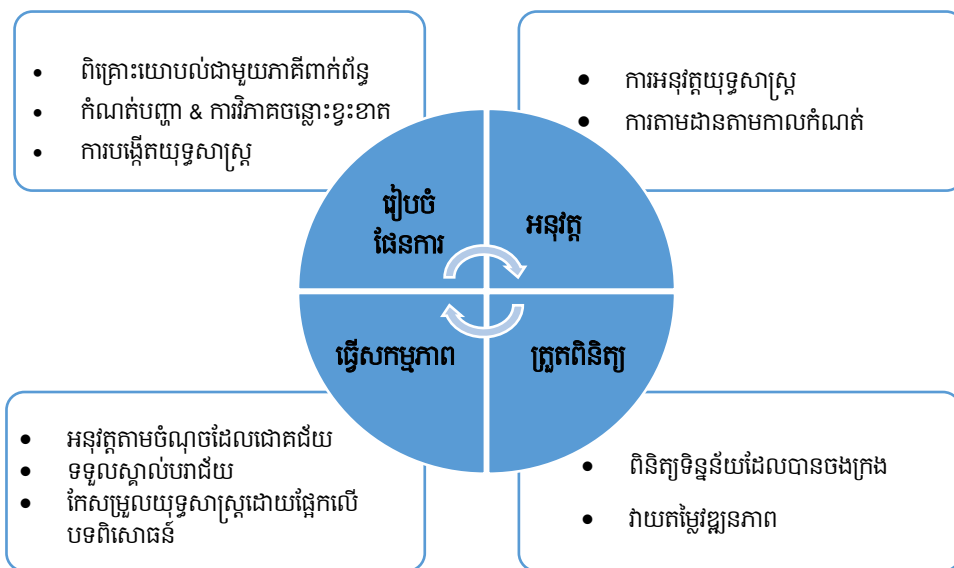 ពិគ្រោះយោបល់ជាមួយភាគីពាក់ព័ន្ធ
កំណត់បញ្ហា & ការវិភាគចន្លោះខ្វះខាត
ការបង្កើតយុទ្ធសាស្ត្រ
ការអនុវត្តយុទ្ធសាស្ត្រ
ការតាមដានតាមកាលកំណត់
រៀបចំ
ផែនការ
អនុវត្ត
ធ្វើសកម្មភាព
ត្រួតពិនិត្យ
អនុវត្តតាមចំណុចដែលជោគជ័យ
ទទួលស្គាល់បរាជ័យ
កែសម្រួលយុទ្ធសាស្ត្រដោយផ្អែកលើ
បទពិសោធន៍
ពិនិត្យទិន្នន័យដែលបានចងក្រង
វាយតម្លៃវឌ្ឍនភាព